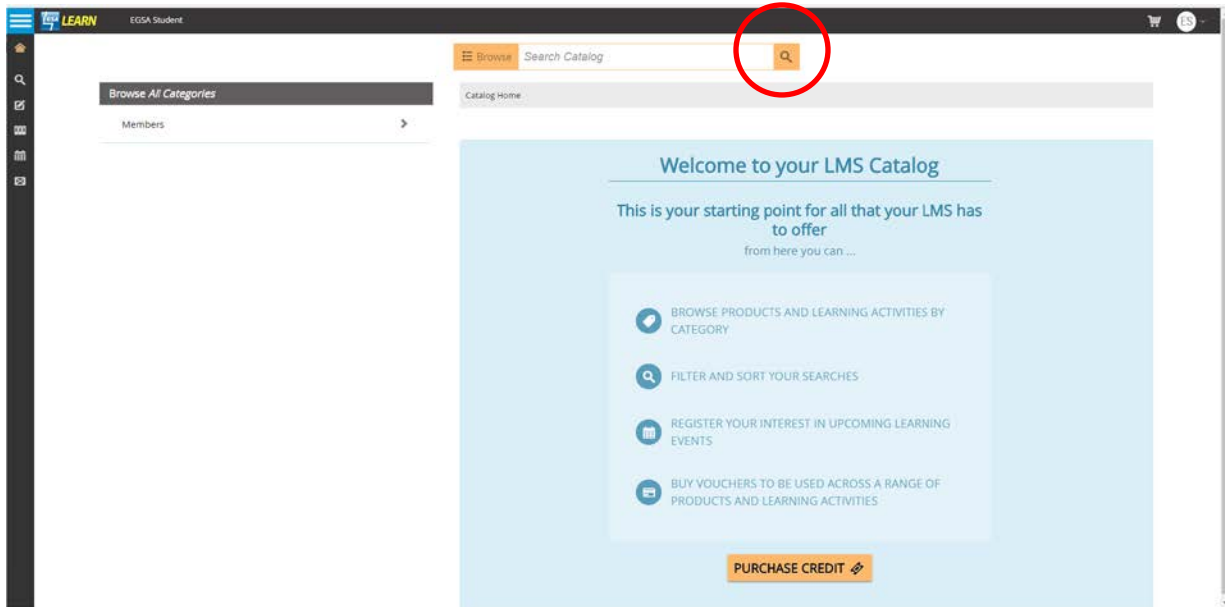 EGSA LEARN EGSA Student ES
Browse Search Catalog
Browse All Categories
Members
Catalog Home
Welcome to your LMS Catalog
This is your starting point for all that your LMS has
to offer
from here you can ...
BROWSE PRODUCTS AND LEARNING ACTIVITIES BY
CATEGORY
FILTER AND SORT YOUR SEARCHES
REGISTER YOUR INTEREST IN UPCOMING LEARNING
EVENTS
BUY VOUCHERS TO BE USED ACROSS A RANGE OF
PRODUCTS AND LEARNING ACTIVITIES
PURCHASE CREDIT